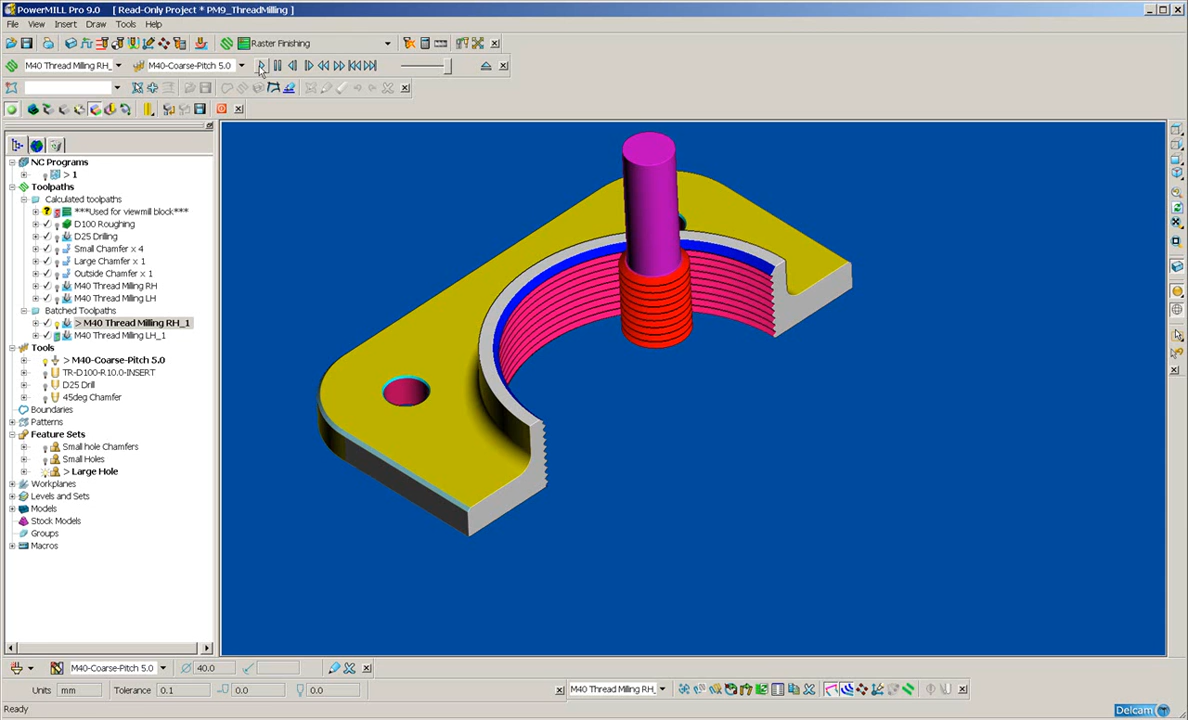 PowerMILL Pro 9.0 [ Read-Only Project * PM9_ThreadMilling ]
File View Insert Draw Tools Help
Raster Finishing
M40 Thread Milling RH_ M40-Coarse-Pitch 5.0
NC Programs
> 1
Toolpaths
Calculated toolpaths
***Used for viewmill block***
D100 Roughing
D25 Drilling
Small Chamfer x 4
Large Chamfer x 1
Outside Chamfer x 1
M40 Thread Milling RH
M40 Thread Milling LH
Batched Toolpaths
> M40 Thread Milling RH_1
M40 Thread Milling LH_1
Tools
> M40-Coarse-Pitch 5.0
TR-D100-R10.0-INSERT
D25 Drill
45deg Chamfer
Boundaries
Patterns
Feature Sets
Small hole Chamfers
Small Holes
> Large Hole
Workplanes
Levels and Sets
Models
Stock Models
Groups
Macros
M40-Coarse-Pitch 5.0 40.0
Units mm Tolerance 0.1 0.0 0.0 M40 Thread Milling RH_
Ready Delcam